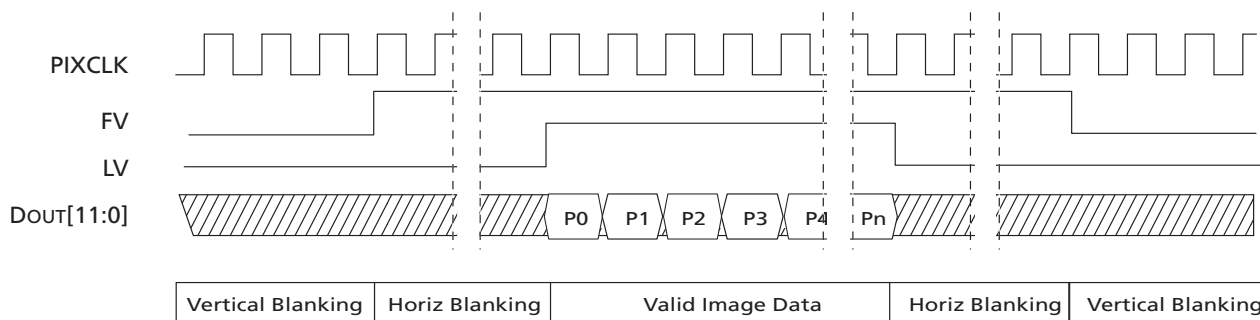 PIXCLK
FV
LV
DOUT[11:0]
P0 P1 P2 P3 P4 Pn
Vertical Blanking Horiz Blanking Valid Image Data Horiz Blanking Vertical Blanking